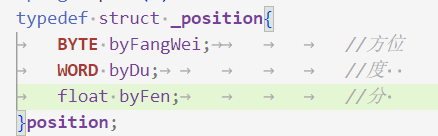 typedef struct _position{
BYTE byFangWei; //方位
WORD byDu; //度
float byFen; //分
}position;